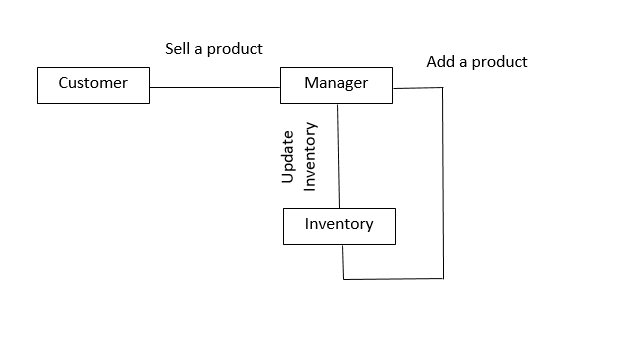 Sell a product
Add a product
Customer
Manager
Update
Inventory
Inventory